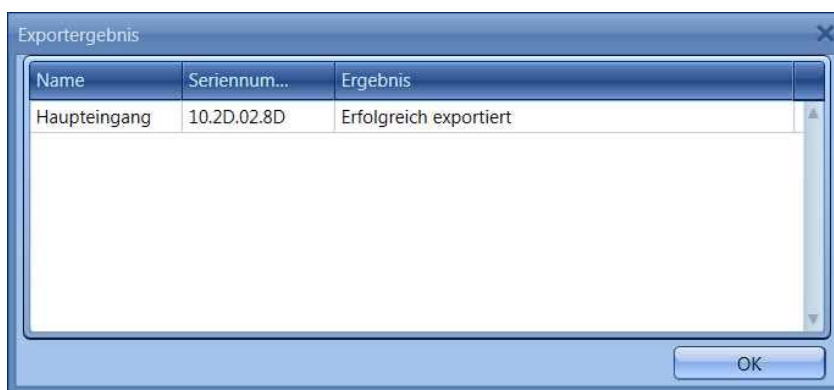 Exportergebnis
Name Seriennum... Ergebnis
Haupteingang 10.2D.02.8D Erfolgreich exportiert
OK